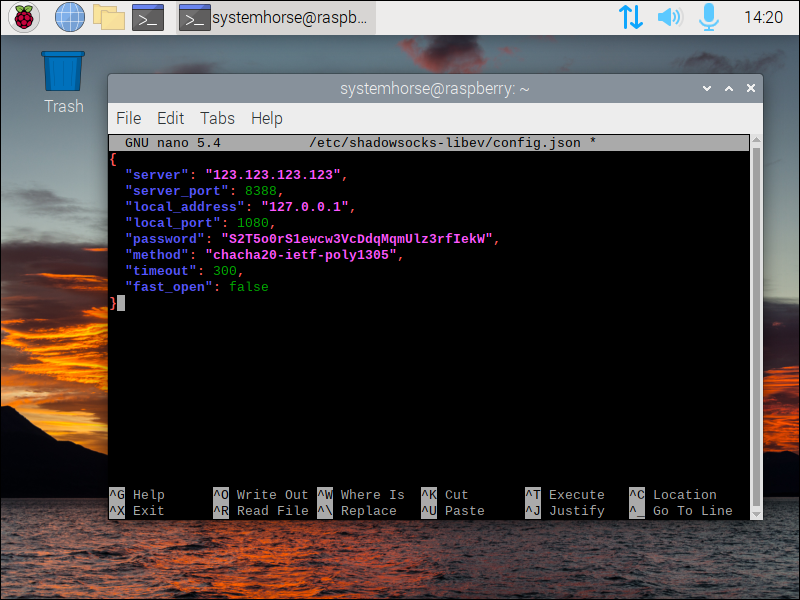 systemhorse@raspb...
14:20
Trash
systemhorse@raspberry: ~
File Edit Tabs Help
GNU nano 5.4 /etc/shadowsocks-libev/config.json *
{
"server": "123.123.123.123",
"server_port": 8388,
"local_address": "127.0.0.1",
"local_port": 1080,
"password": "S2T5o0rS1ewcw3VcDdqMqmUlz3rfIekW",
"method": "chacha20-ietf-poly1305",
"timeout": 300,
"fast_open": false
}
^G Help ^O Write Out ^W Where Is ^K Cut ^T Execute ^C Location
^X Exit ^R Read File ^\ Replace ^U Paste ^J Justify ^_ Go To Line